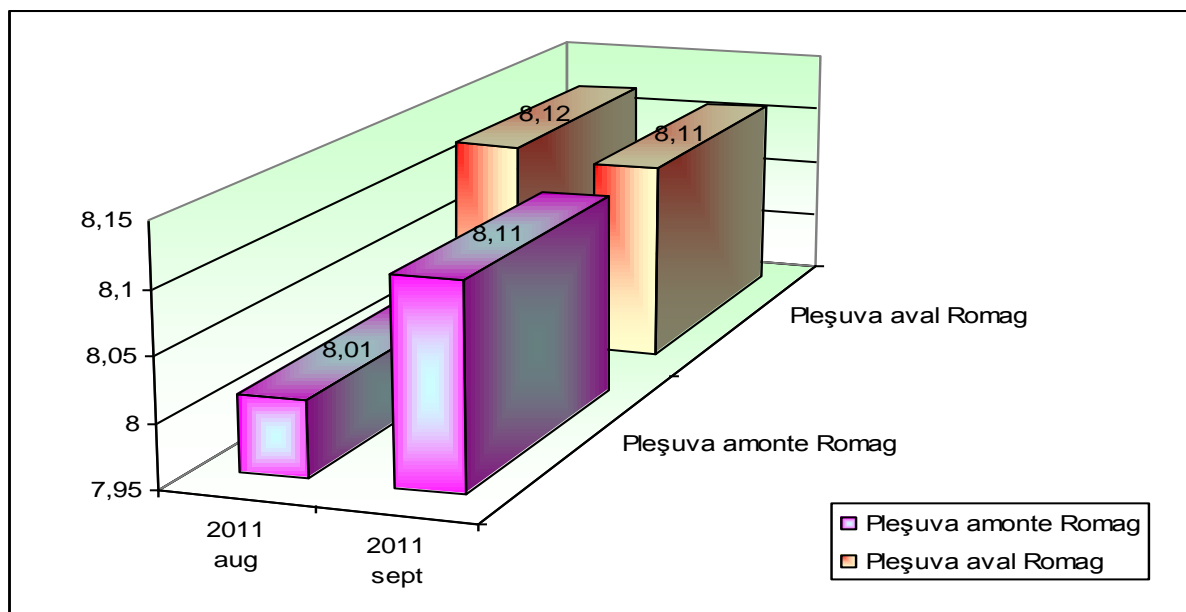 8,12
8,11
8,11
8,01
8,15
8,1
8,05
8
7,95
Pleşuva aval Romag
Pleşuva amonte Romag
2011
aug
2011
sept
Pleşuva amonte Romag
Pleşuva aval Romag